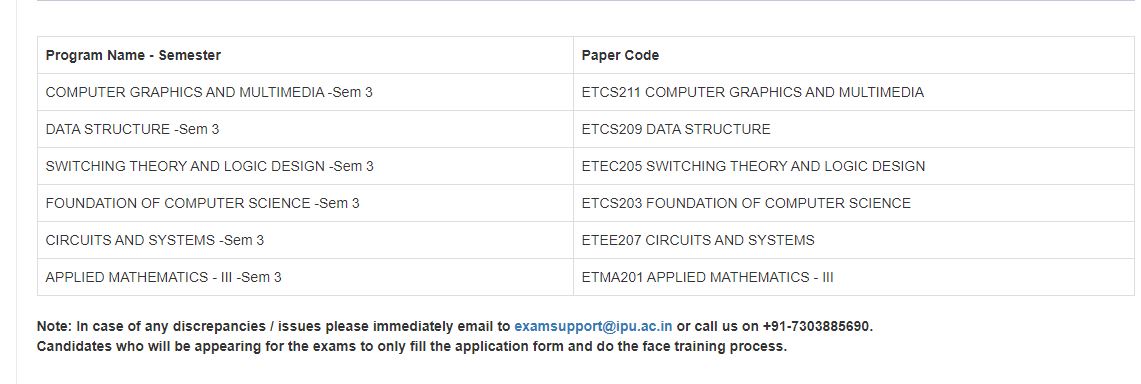 Program Name - Semester Paper Code
COMPUTER GRAPHICS AND MULTIMEDIA -Sem 3 ETCS211 COMPUTER GRAPHICS AND MULTIMEDIA
DATA STRUCTURE -Sem 3 ETCS209 DATA STRUCTURE
SWITCHING THEORY AND LOGIC DESIGN -Sem 3 ETEC205 SWITCHING THEORY AND LOGIC DESIGN
FOUNDATION OF COMPUTER SCIENCE -Sem 3 ETCS203 FOUNDATION OF COMPUTER SCIENCE
CIRCUITS AND SYSTEMS -Sem 3 ETEE207 CIRCUITS AND SYSTEMS
APPLIED MATHEMATICS - III -Sem 3 ETMA201 APPLIED MATHEMATICS - III
Note: In case of any discrepancies / issues please immediately email to examsupport@ipu.ac.in or call us on +91-7303885690.
Candidates who will be appearing for the exams to only fill the application form and do the face training process.